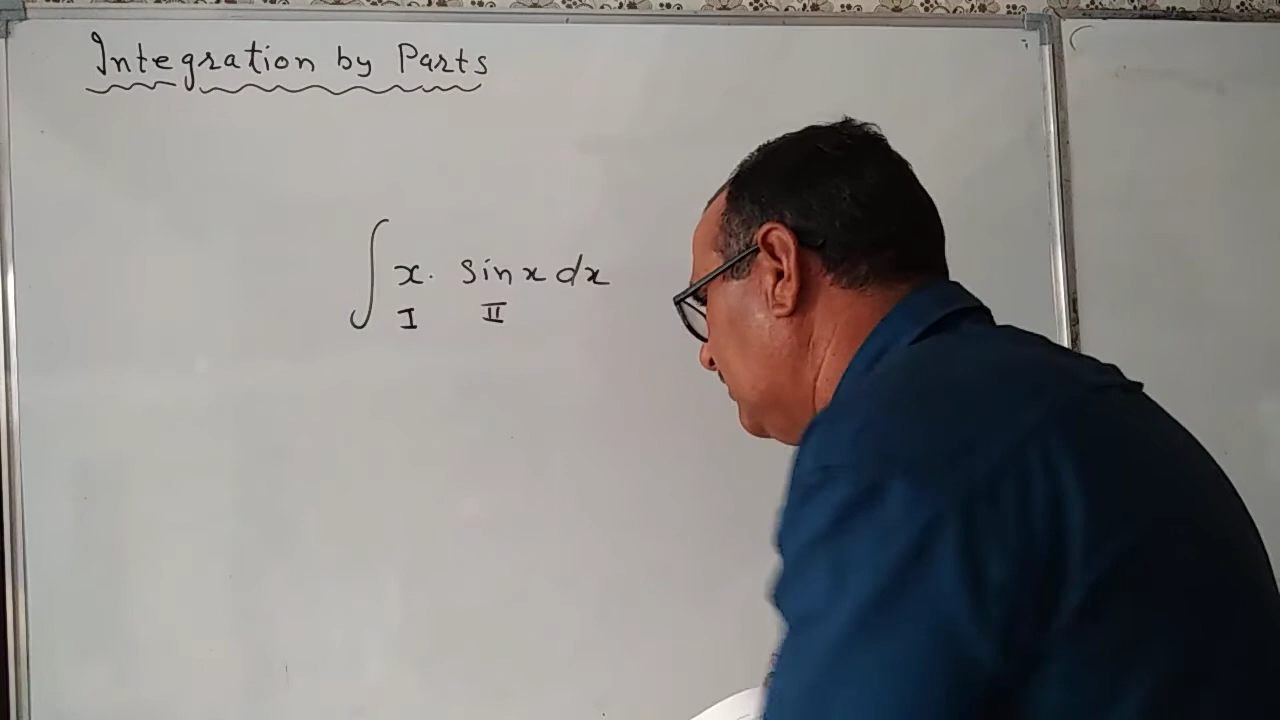 Integration by Parts
∫ x. sin x dx
I II